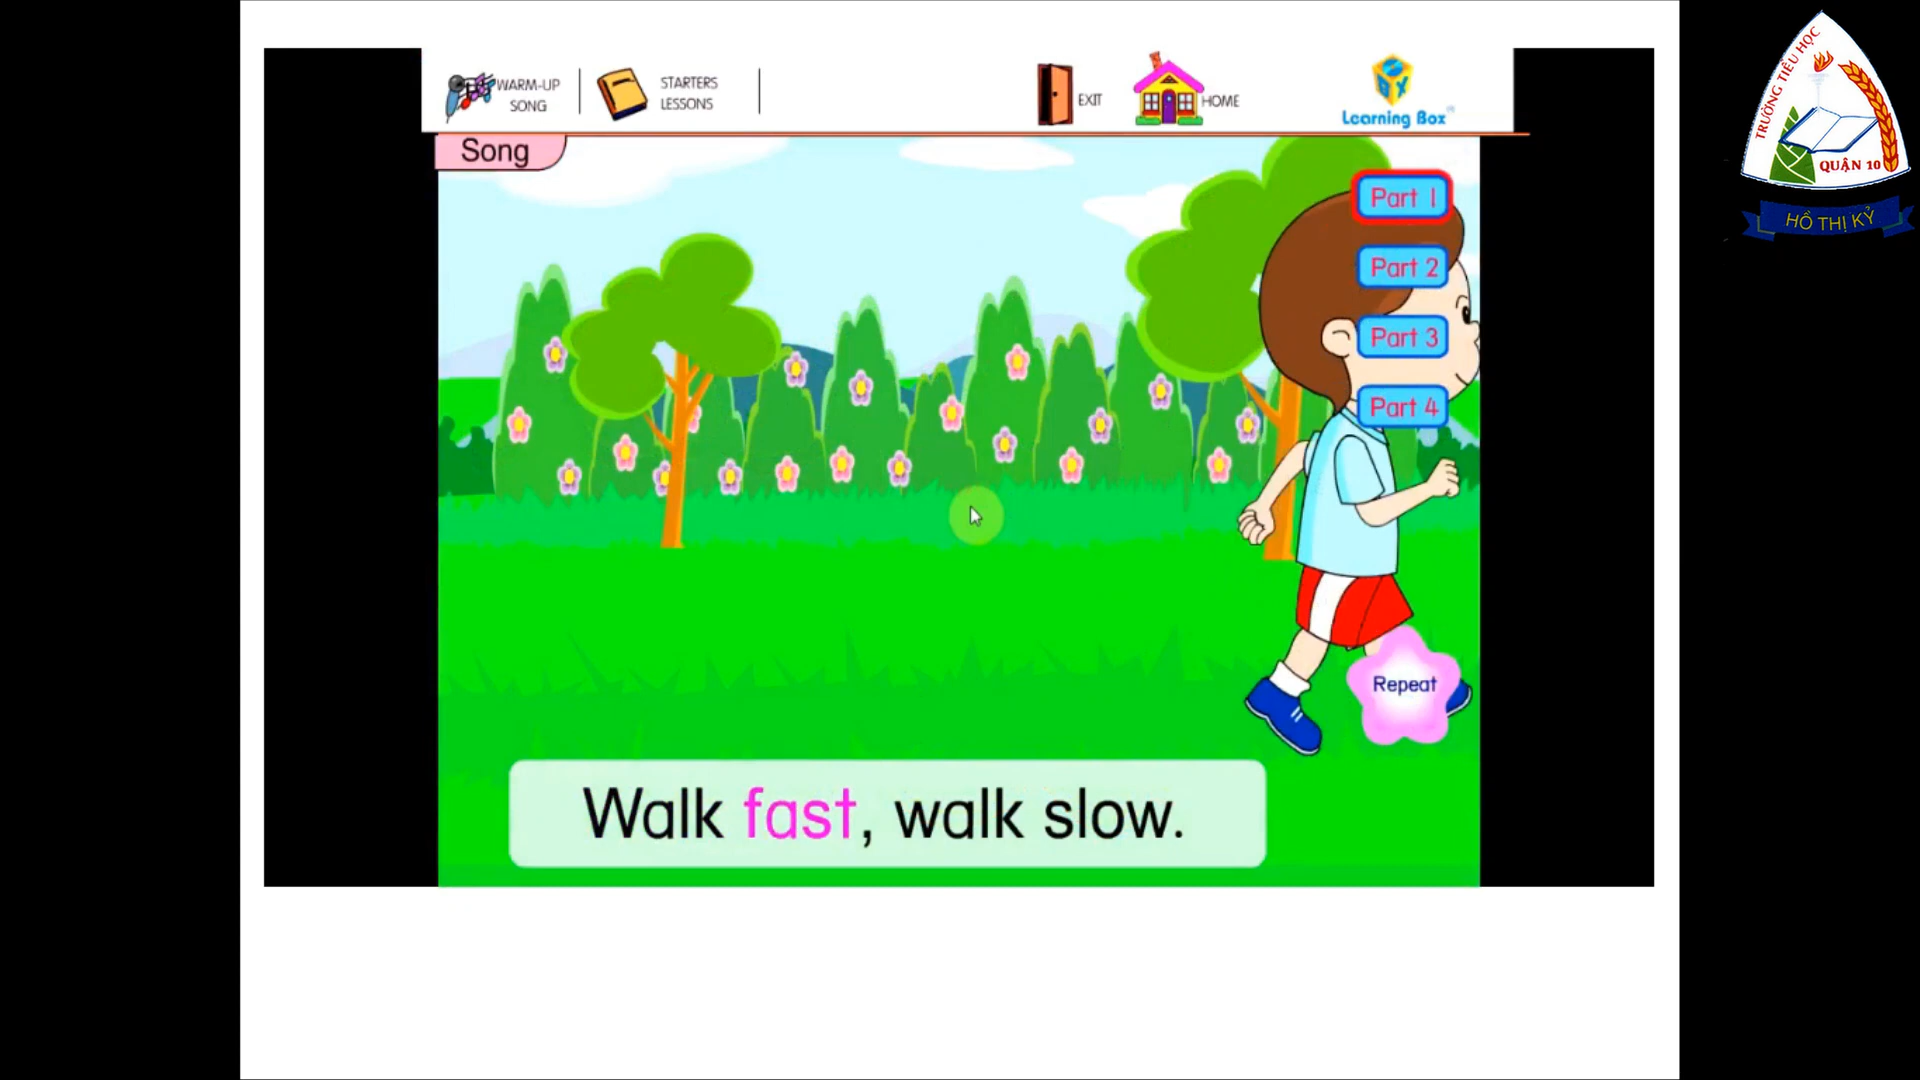 WARM-UP
SONG
STARTERS
LESSONS
EXIT
HOME
Learning Box
Song
Part 1
Part 2
Part 3
Part 4
Repeat
Walk fast, walk slow.
TRƯỜNG TIỂU HỌC
QUẬN 10
HỒ THỊ KỶ